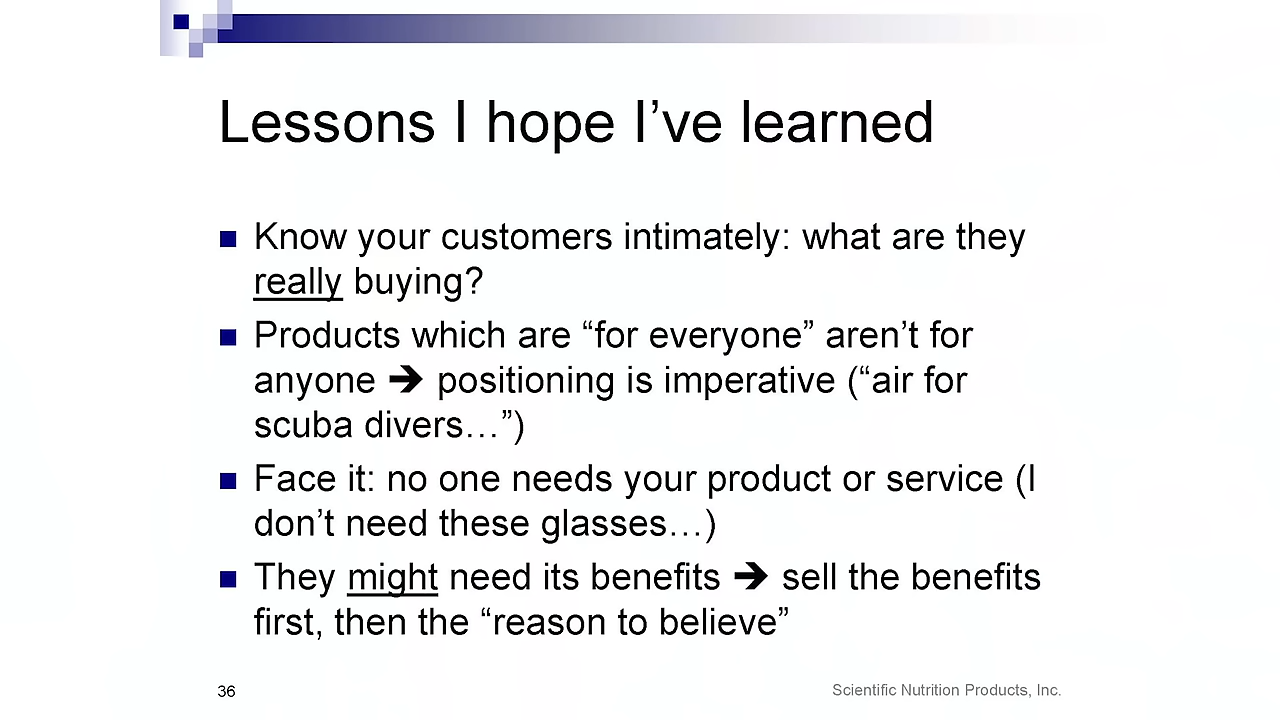 Lessons I hope I’ve learned
■ Know your customers intimately: what are they
really buying?
■ Products which are “for everyone” aren’t for
anyone ➔ positioning is imperative (“air for
scuba divers…”)
■ Face it: no one needs your product or service (I
don’t need these glasses…)
■ They might need its benefits ➔ sell the benefits
first, then the “reason to believe”
36
Scientific Nutrition Products, Inc.